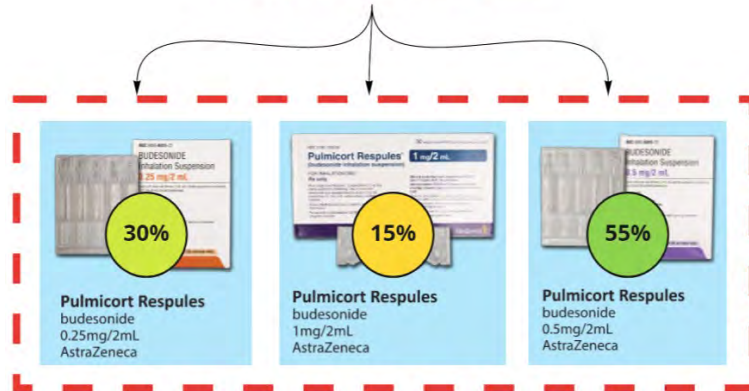 BUDESONIDE
Inhalation Suspension
0.25 mg/2 mL
30%
Pulmicort Respules
budesonide
0.25mg/2mL
AstraZeneca
Pulmicort Respules
(budesonide inhalation suspension)
1 mg/2 mL
15%
Pulmicort Respules
budesonide
1mg/2mL
AstraZeneca
BUDESONIDE
Inhalation Suspension
0.5 mg/2 mL
55%
Pulmicort Respules
budesonide
0.5mg/2mL
AstraZeneca